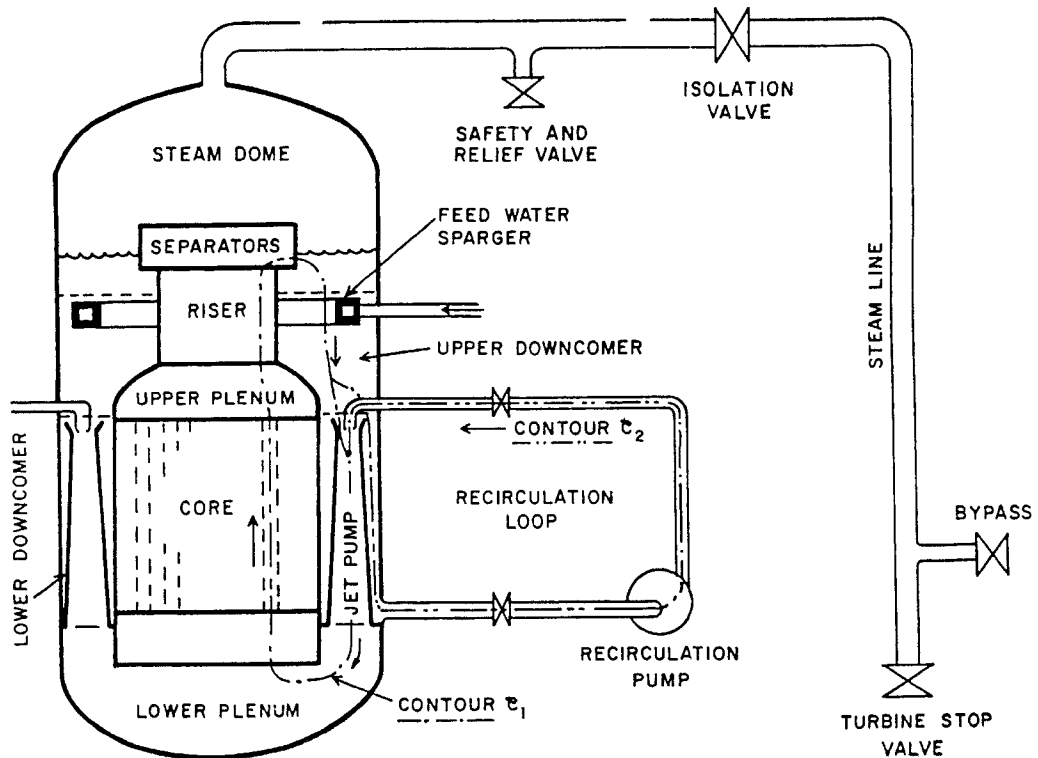 ISOLATION
VALVE
SAFETY AND
RELIEF VALVE
STEAM DOME
FEED WATER
SPARGER
SEPARATORS
RISER
UPPER DOWNCOMER
STEAM LINE
UPPER PLENUM
CONTOUR C₂
LOWER DOWNCOMER
CORE
JET PUMP
RECIRCULATION
LOOP
BYPASS
RECIRCULATION
PUMP
LOWER PLENUM
CONTOUR C₁
TURBINE STOP
VALVE